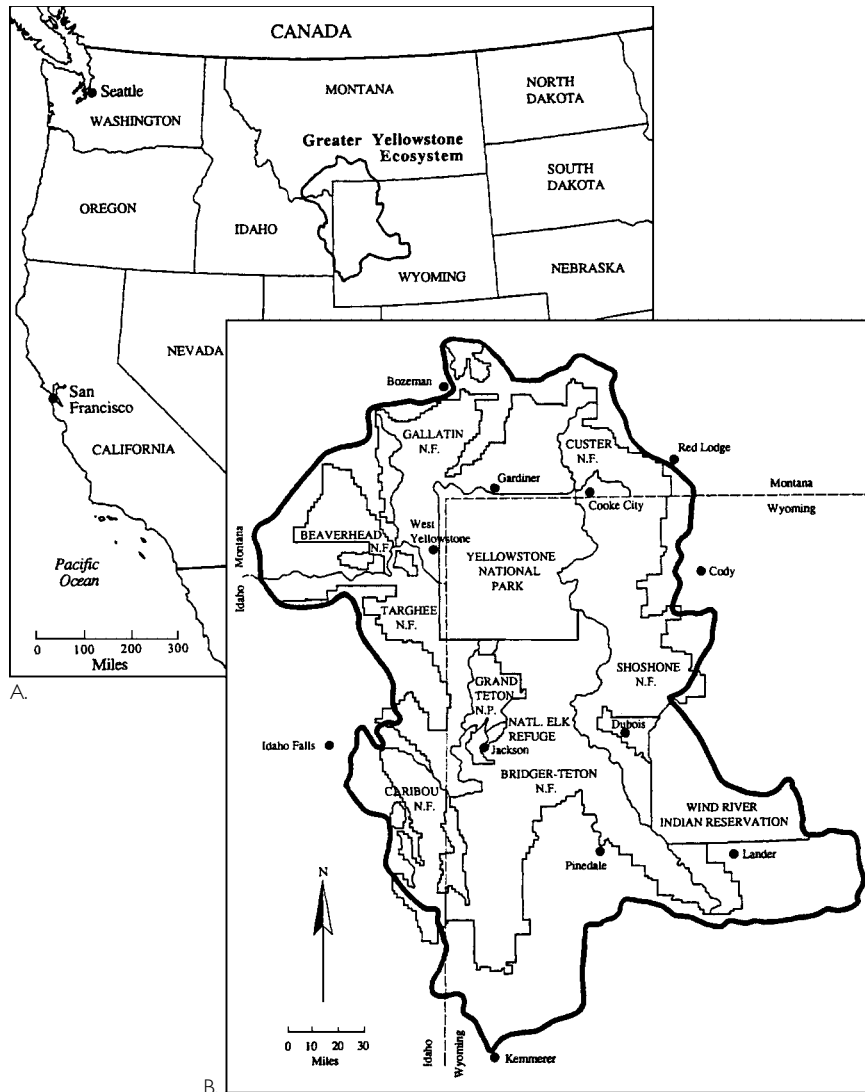 CANADA
Seattle
WASHINGTON
MONTANA
NORTH
DAKOTA
Greater Yellowstone
Ecosystem
SOUTH
DAKOTA
OREGON
IDAHO
WYOMING
NEBRASKA
NEVADA
San
Francisco
CALIFORNIA
Pacific
Ocean
0 100 200 300
Miles
A.
Bozeman
GALLATIN
N.F.
CUSTER
N.F.
Red Lodge
Gardiner
Cooke City
Montana
Wyoming
BEAVERHEAD
N.F.
West
Yellowstone
YELLOWSTONE
NATIONAL
PARK
Cody
Idaho
Montana
TARGHEE
N.F.
SHOSHONE
N.F.
GRAND
TETON
N.P.
NATL. ELK
REFUGE
Dubois
Idaho Falls
Jackson
BRIDGER-TETON
N.F.
CARIBOU
N.F.
WIND RIVER
INDIAN RESERVATION
Pinedale
Lander
N
0 10 20 30
Miles
Idaho
Wyoming
Kemmerer
B